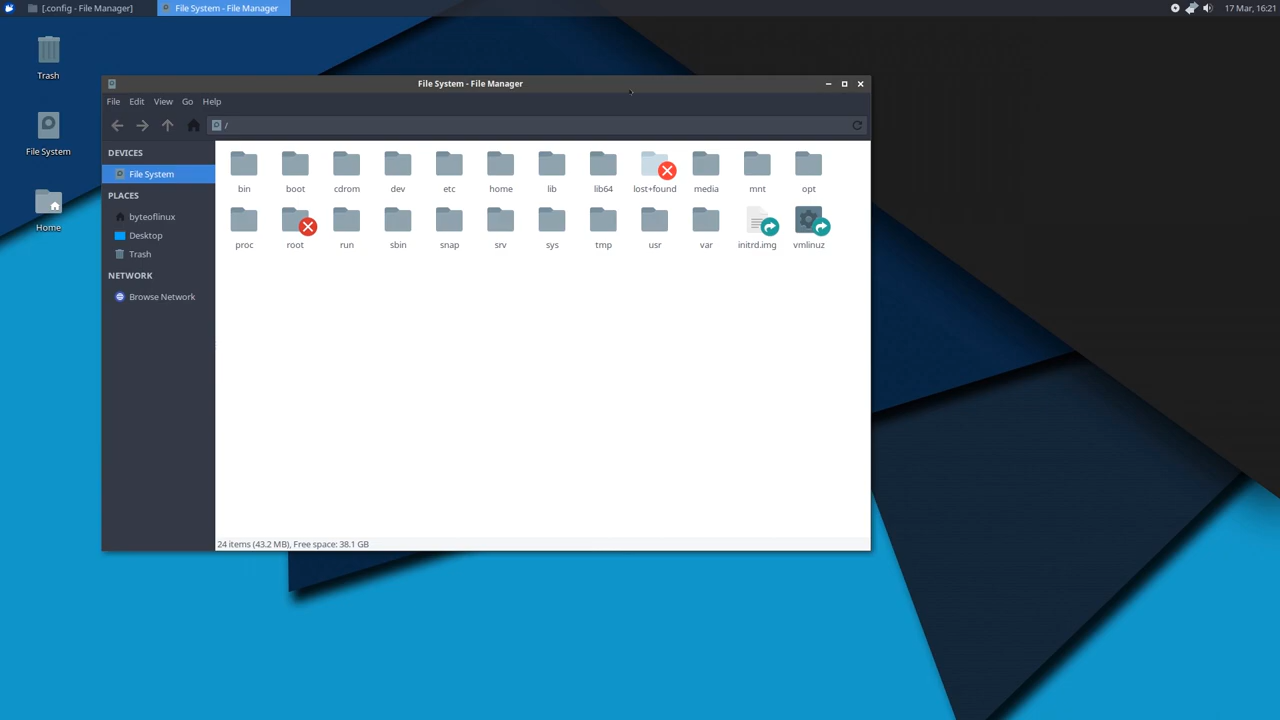 [.config - File Manager]
File System - File Manager
17 Mar, 16:21
Trash
File System
Home
File System - File Manager
File Edit View Go Help
/
DEVICES
File System
PLACES
byteoflinux
Desktop
Trash
NETWORK
Browse Network
bin boot cdrom dev etc home lib lib64 lost+found media mnt opt
proc root run sbin snap srv sys tmp usr var initrd.img vmlinuz
24 items (43.2 MB), Free space: 38.1 GB